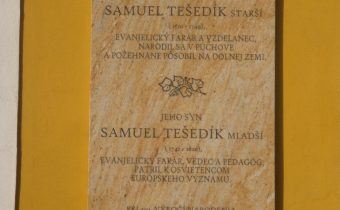 SAMUEL TEŠEDÍK STARŠÍ
EVANJELICKÝ FARÁR A VZDELANEC,
NARODIL SA V PÚCHOVE
A POŽEHNANE PÔSOBIL NA DOLNEJ ZEMI.
JEHO SYN
SAMUEL TEŠEDÍK MLADŠÍ
EVANJELICKÝ FARÁR, VEDEC A PEDAGÓG,
PATRIL K OSVIETENCOM
EURÓPSKEHO VÝZNAMU.